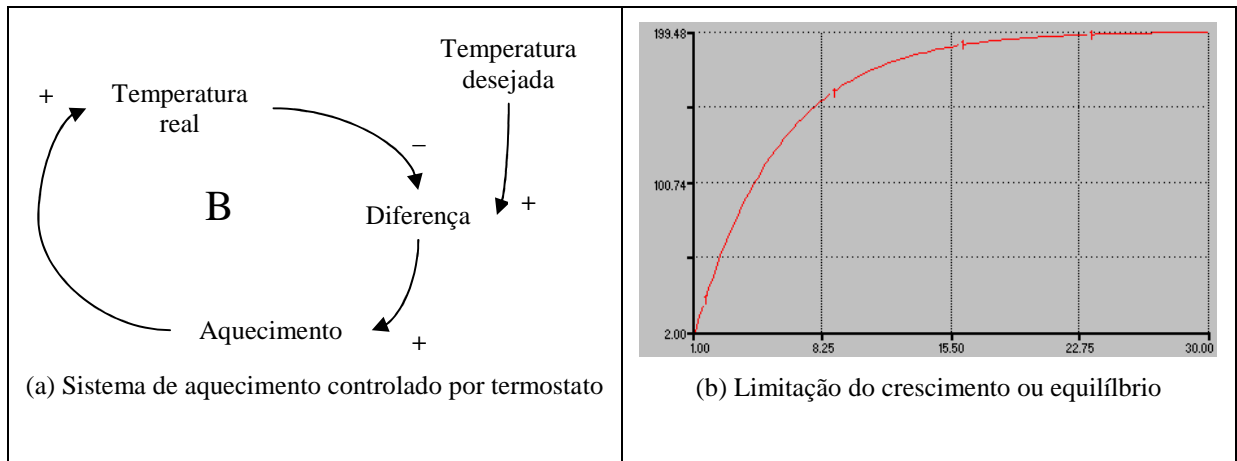 Temperatura
desejada
+
Temperatura
real
–
B
Diferença
+
Aquecimento
+
(a) Sistema de aquecimento controlado por termostato
199.48
100.74
2.00
1.00
8.25
15.50
22.75
30.00
(b) Limitação do crescimento ou equilílbrio